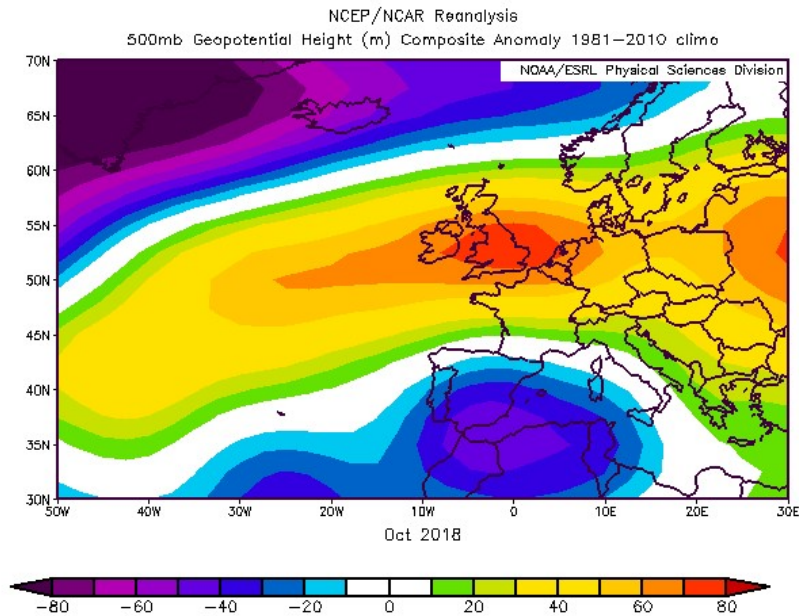 NCEP/NCAR Reanalysis
500mb Geopotential Height (m) Composite Anomaly 1981-2010 climo
NOAA/ESRL Physical Sciences Division
70N
65N
60N
55N
50N
45N
40N
35N
30N
50W 40W 30W 20W 10W 0 10E 20E 30E
Oct 2018
-80 -60 -40 -20 0 20 40 60 80